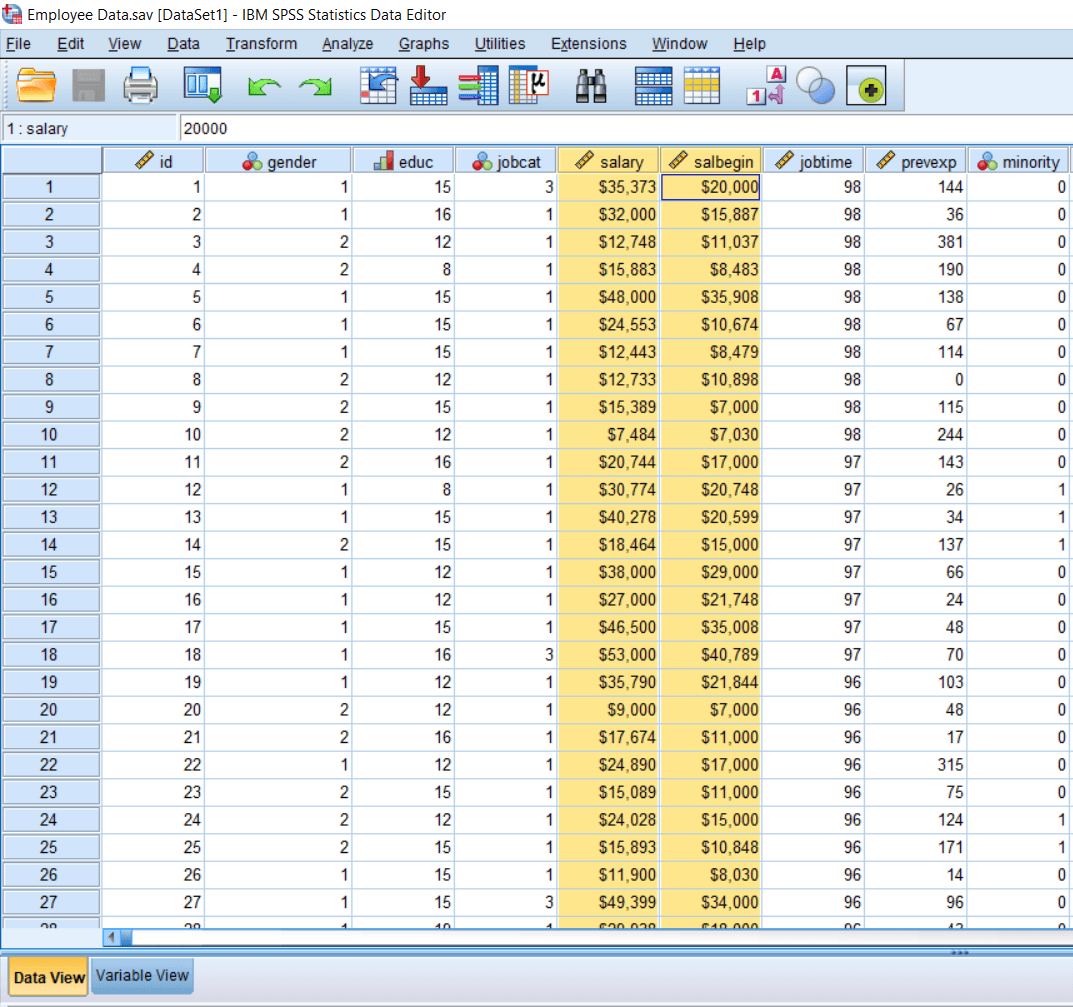 Employee Data.sav [DataSet1] - IBM SPSS Statistics Data Editor
File Edit View Data Transform Analyze Graphs Utilities Extensions Window Help
μ A 1
1 : salary 20000
id gender educ jobcat salary salbegin jobtime prevexp minority
1 1 1 15 3 $35,373 $20,000 98 144 0
2 2 1 16 1 $32,000 $15,887 98 36 0
3 3 2 12 1 $12,748 $11,037 98 381 0
4 4 2 8 1 $15,883 $8,483 98 190 0
5 5 1 15 1 $48,000 $35,908 98 138 0
6 6 1 15 1 $24,553 $10,674 98 67 0
7 7 1 15 1 $12,443 $8,479 98 114 0
8 8 2 12 1 $12,733 $10,898 98 0 0
9 9 2 15 1 $15,389 $7,000 98 115 0
10 10 2 12 1 $7,484 $7,030 98 244 0
11 11 2 16 1 $20,744 $17,000 97 143 0
12 12 1 8 1 $30,774 $20,748 97 26 1
13 13 1 15 1 $40,278 $20,599 97 34 1
14 14 2 15 1 $18,464 $15,000 97 137 1
15 15 1 12 1 $38,000 $29,000 97 66 0
16 16 1 12 1 $27,000 $21,748 97 24 0
17 17 1 15 1 $46,500 $35,008 97 48 0
18 18 1 16 3 $53,000 $40,789 97 70 0
19 19 1 12 1 $35,790 $21,844 96 103 0
20 20 2 12 1 $9,000 $7,000 96 48 0
21 21 2 16 1 $17,674 $11,000 96 17 0
22 22 1 12 1 $24,890 $17,000 96 315 0
23 23 2 15 1 $15,089 $11,000 96 75 0
24 24 2 12 1 $24,028 $15,000 96 124 1
25 25 2 15 1 $15,893 $10,848 96 171 1
26 26 1 15 1 $11,900 $8,030 96 14 0
27 27 1 15 3 $49,399 $34,000 96 96 0
Data View Variable View